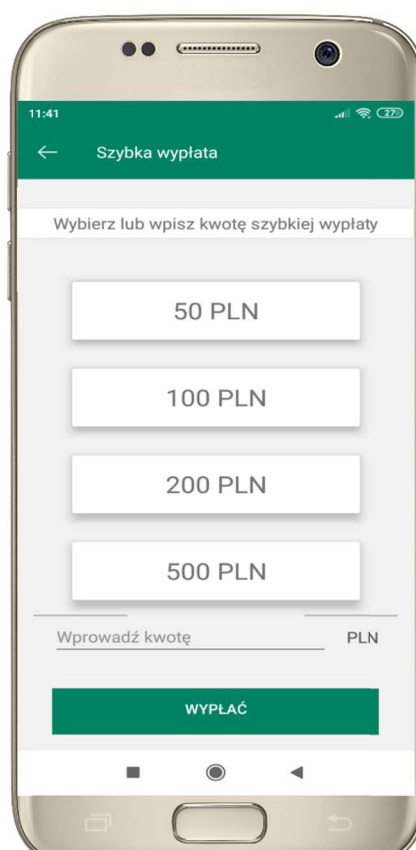 11:41
27
Szybka wypłata
Wybierz lub wpisz kwotę szybkiej wypłaty
50 PLN
100 PLN
200 PLN
500 PLN
Wprowadź kwotę PLN
WYPŁAĆ